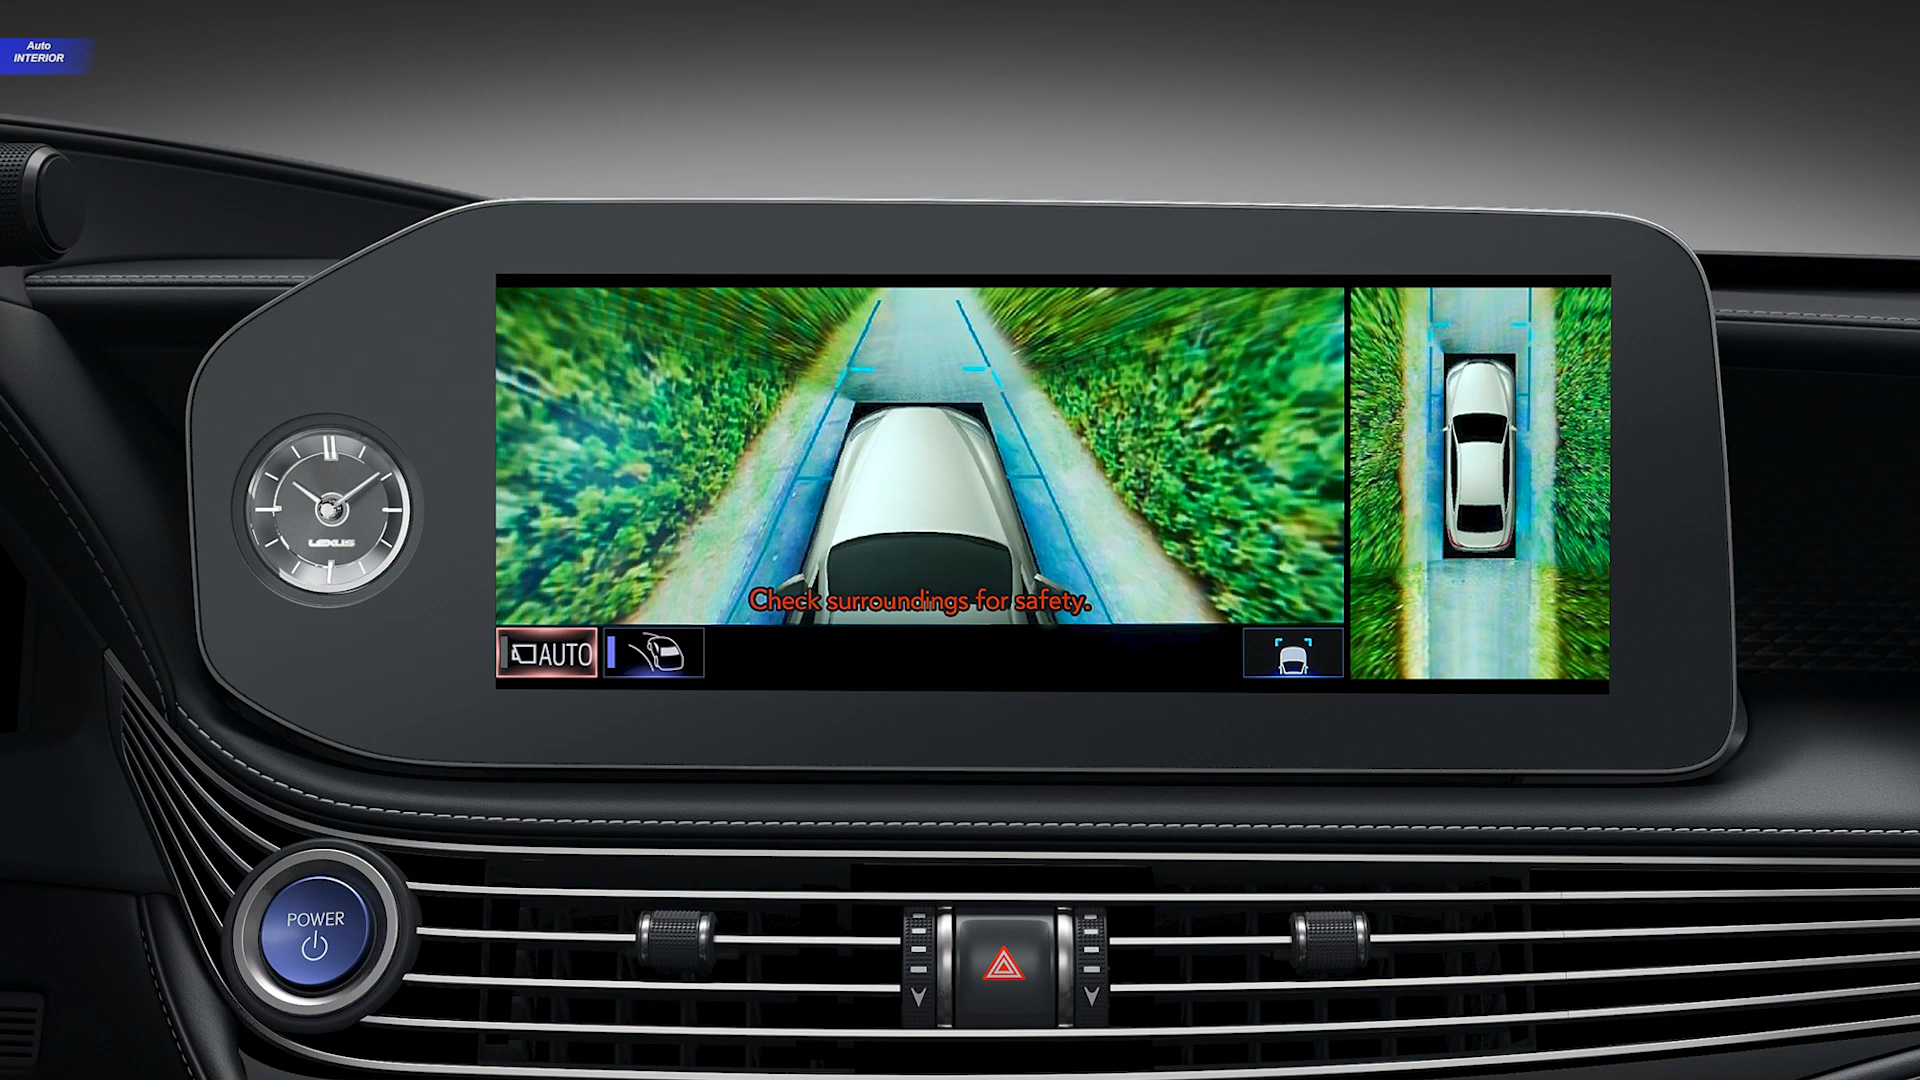 Auto
INTERIOR
LEXUS
Check surroundings for safety.
AUTO
POWER